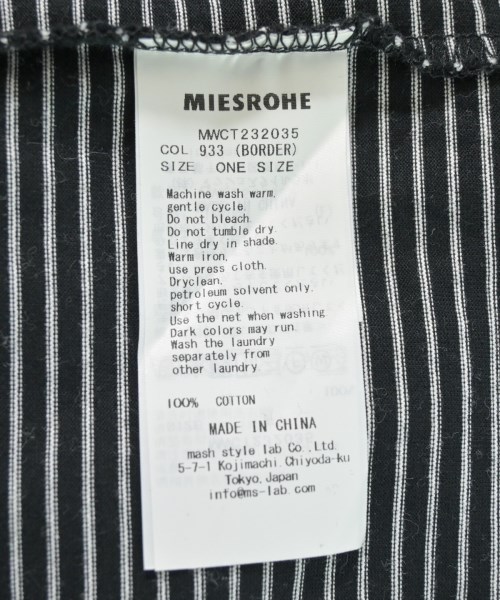 MIESROHE
MWCT232035
COL 933 (BORDER)
SIZE ONE SIZE
Machine wash warm,
gentle cycle.
Do not bleach.
Do not tumble dry.
Line dry in shade.
Warm iron,
use press cloth.
Dryclean,
petroleum solvent only.
short cycle.
Use the net when washing
Dark colors may run.
Wash the laundry
separately from
other laundry.
100% COTTON
MADE IN CHINA
mash style lab Co., Ltd.
5-7-1 Kojimachi, Chiyoda-ku
Tokyo, Japan
info@ms-lab.com